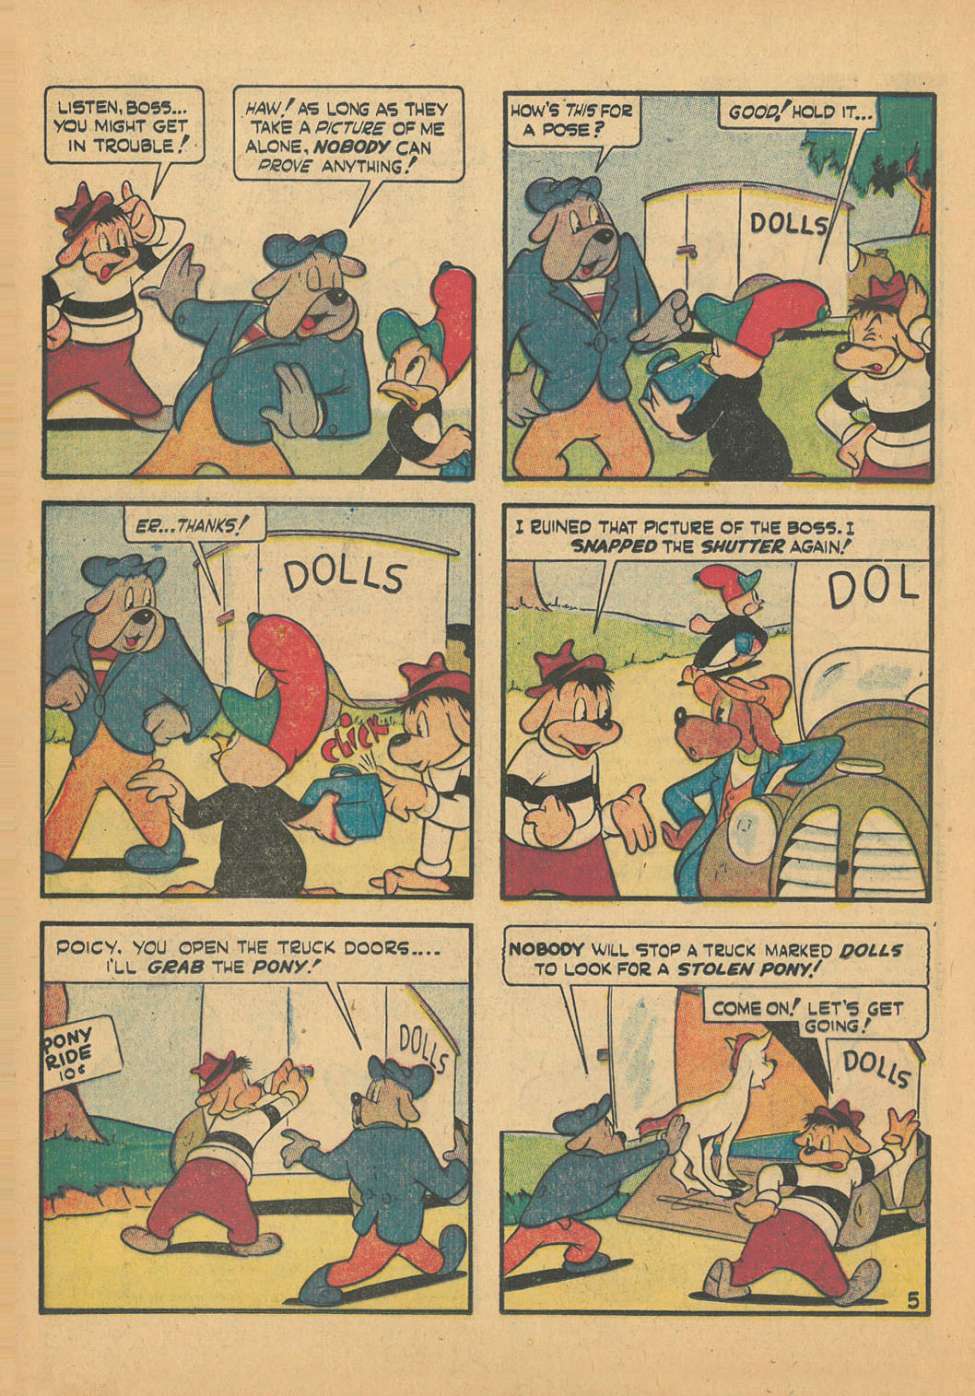 LISTEN, BOSS...
YOU MIGHT GET
IN TROUBLE!
HAW! AS LONG AS THEY
TAKE A PICTURE OF ME
ALONE, NOBODY CAN
PROVE ANYTHING!
HOW'S THIS FOR
A POSE?
GOOD! HOLD IT...
DOLLS
ER...THANKS!
DOLLS
CLICK
I RUINED THAT PICTURE OF THE BOSS. I
SNAPPED THE SHUTTER AGAIN!
DOL
POICY, YOU OPEN THE TRUCK DOORS....
I'LL GRAB THE PONY!
PONY
RIDE
10¢
DOLLS
NOBODY WILL STOP A TRUCK MARKED DOLLS
TO LOOK FOR A STOLEN PONY!
COME ON! LET'S GET
GOING!
DOLLS
5